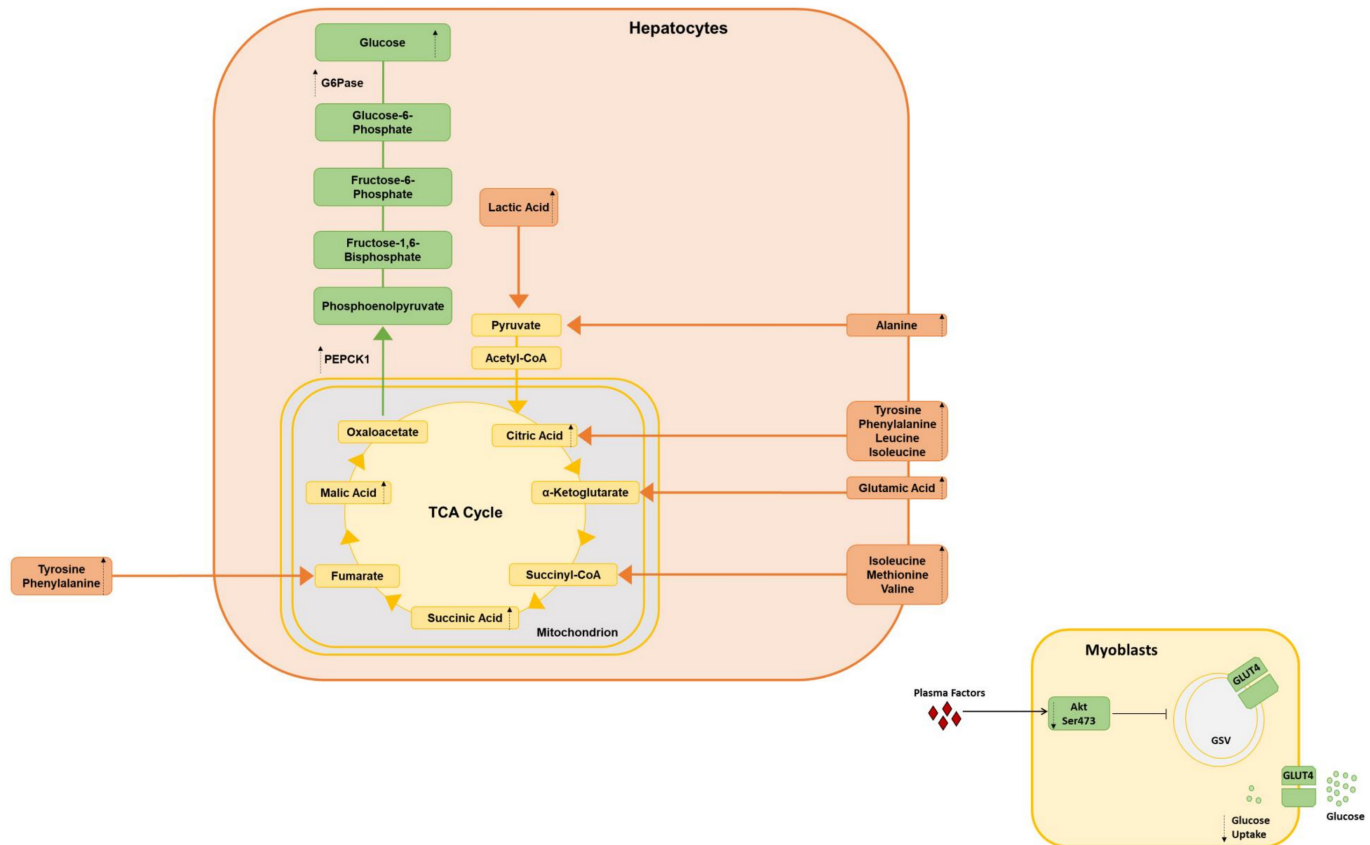 Hepatocytes
Glucose
G6Pase
Glucose-6-
Phosphate
Fructose-6-
Phosphate
Lactic Acid
Fructose-1,6-
Bisphosphate
Phosphoenolpyruvate
Pyruvate
Alanine
PEPCK1
Acetyl-CoA
Oxaloacetate
Citric Acid
Tyrosine
Phenylalanine
Leucine
Isoleucine
Malic Acid
TCA Cycle
α-Ketoglutarate
Glutamic Acid
Tyrosine
Phenylalanine
Fumarate
Succinyl-CoA
Isoleucine
Methionine
Valine
Succinic Acid
Mitochondrion
Myoblasts
Plasma Factors
Akt
Ser473
GLUT4
GSV
GLUT4
Glucose
Uptake
Glucose